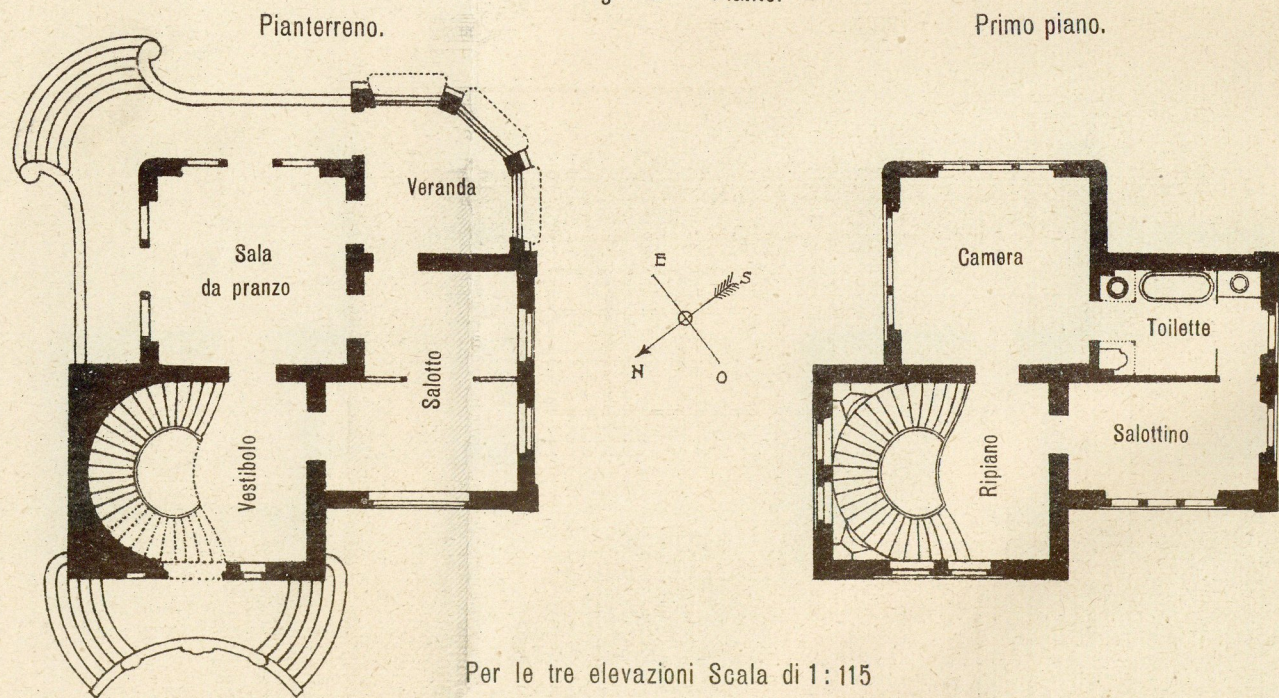 Pianterreno.
Primo piano.
Veranda
Sala
da pranzo
Salotto
Vestibolo
E
S
N
O
Camera
Toilette
Salottino
Ripiano
Per le tre elevazioni Scala di 1:115